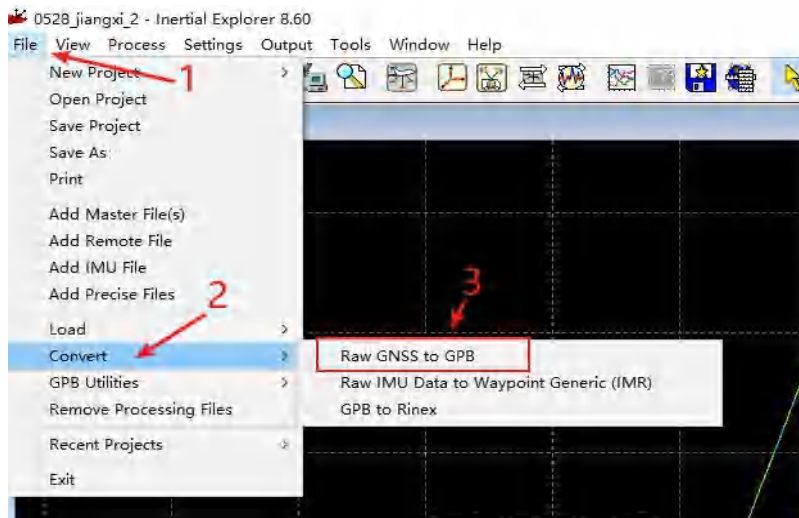 0528_jiangxi_2 - Inertial Explorer 8.60
File View Process Settings Output Tools Window Help
New Project
1
Open Project
Save Project
Save As
Print
Add Master File(s)
Add Remote File
Add IMU File
Add Precise Files
2
3
Load
Convert
Raw GNSS to GPB
GPB Utilities
Raw IMU Data to Waypoint Generic (IMR)
Remove Processing Files
GPB to Rinex
Recent Projects
Exit